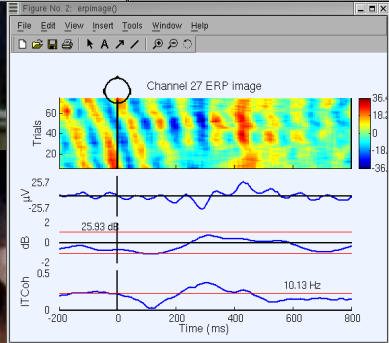 Figure No. 2: erpimage()
File Edit View Insert Tools Window Help
Channel 27 ERP image
Trials
60
40
20
36.4
18.2
0
-18.
-36.
µV
25.7
-25.7
dB
2
0
-2
25.93 dB
ITCoh
0.5
0
10.13 Hz
-200 0 200 400 600 800
Time (ms)